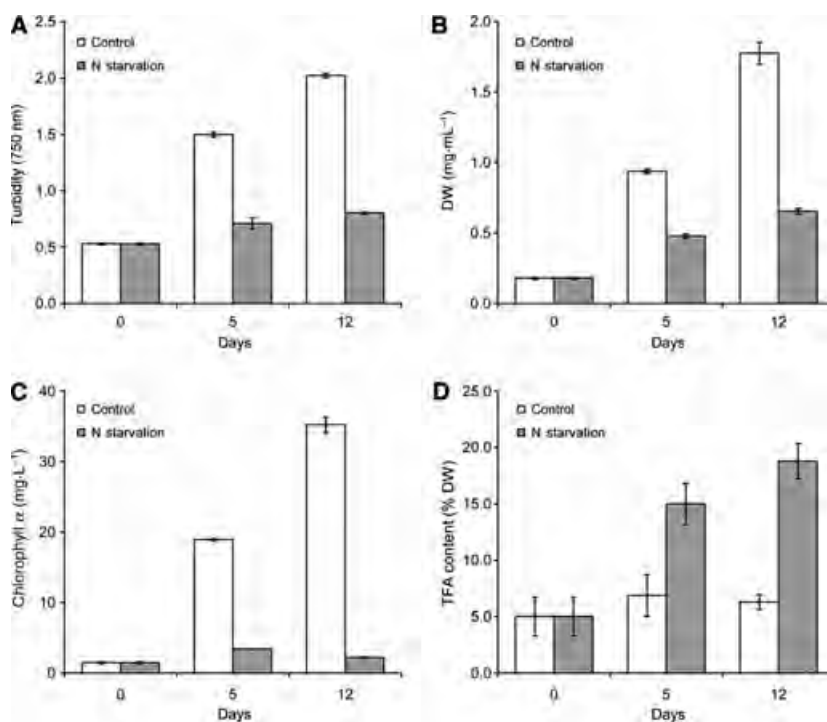 A
Control
N starvation
Turbidity (750 nm)
2.5
2.0
1.5
1.0
0.5
0.0
0 5 12
Days
B
Control
N starvation
DW (mg·mL⁻¹)
2.0
1.5
1.0
0.5
0.0
0 5 12
Days
C
Control
N starvation
Chlorophyll α (mg·L⁻¹)
40
30
20
10
0
0 5 12
Days
D
Control
N starvation
TFA content (% DW)
25.0
20.0
15.0
10.0
5.0
0.0
0 5 12
Days